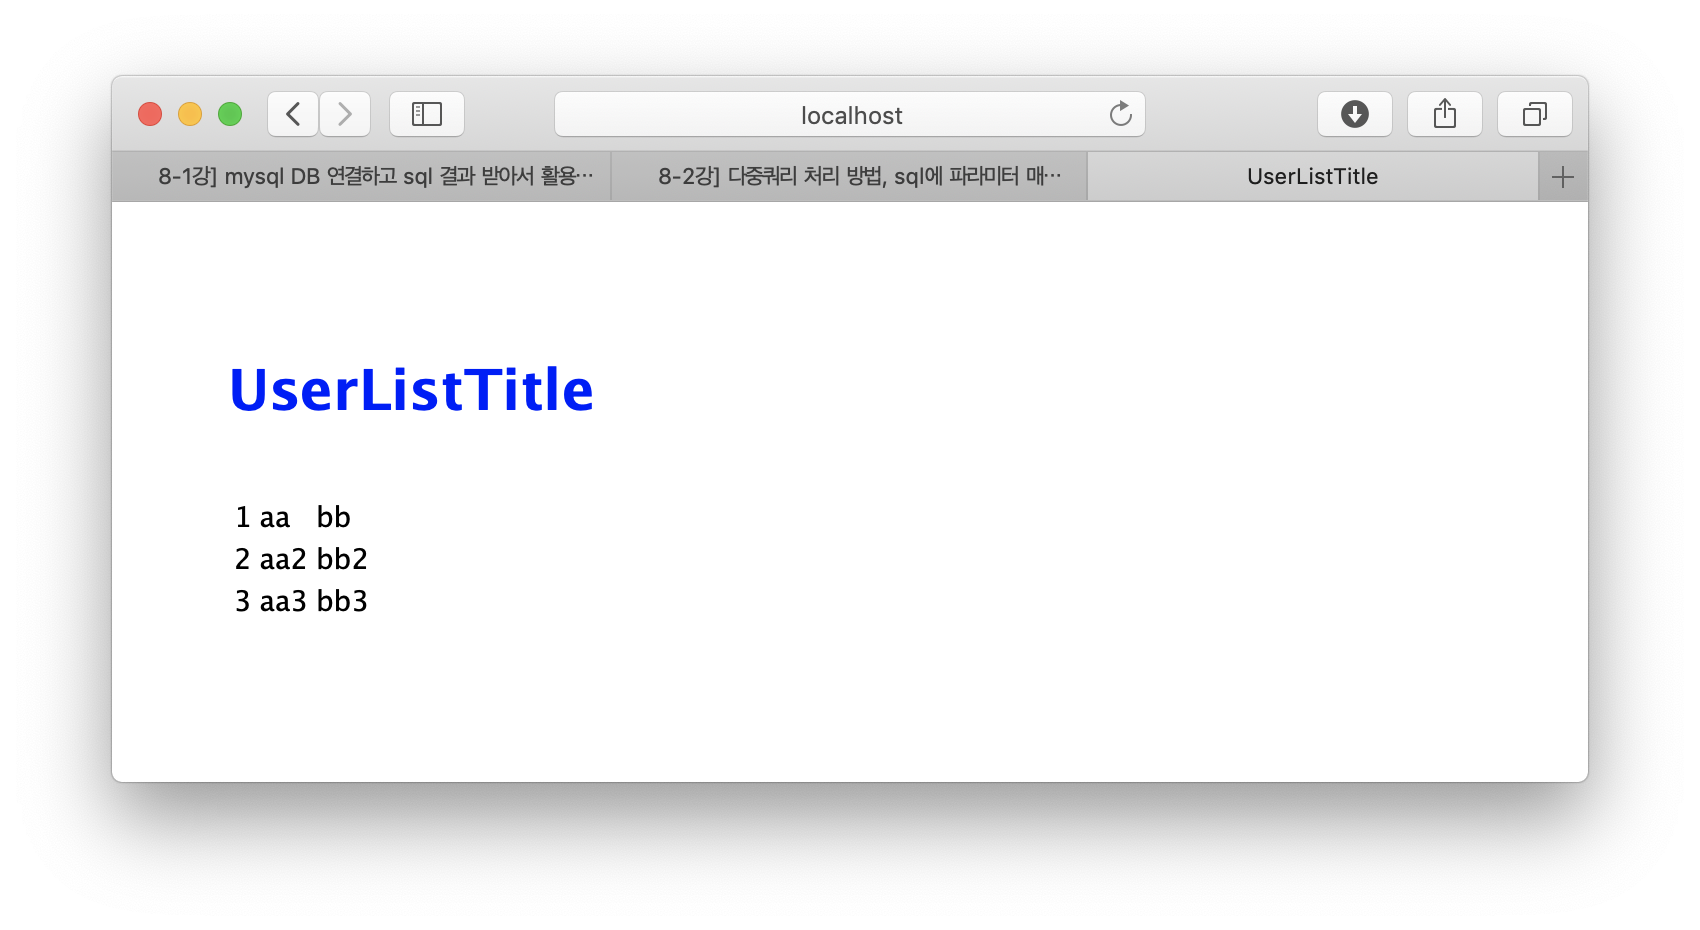 localhost
8-1강] mysql DB 연결하고 sql 결과 받아서 활용…
8-2강] 다중쿼리 처리 방법, sql에 파라미터 매…
UserListTitle
UserListTitle
1 aa bb
2 aa2 bb2
3 aa3 bb3